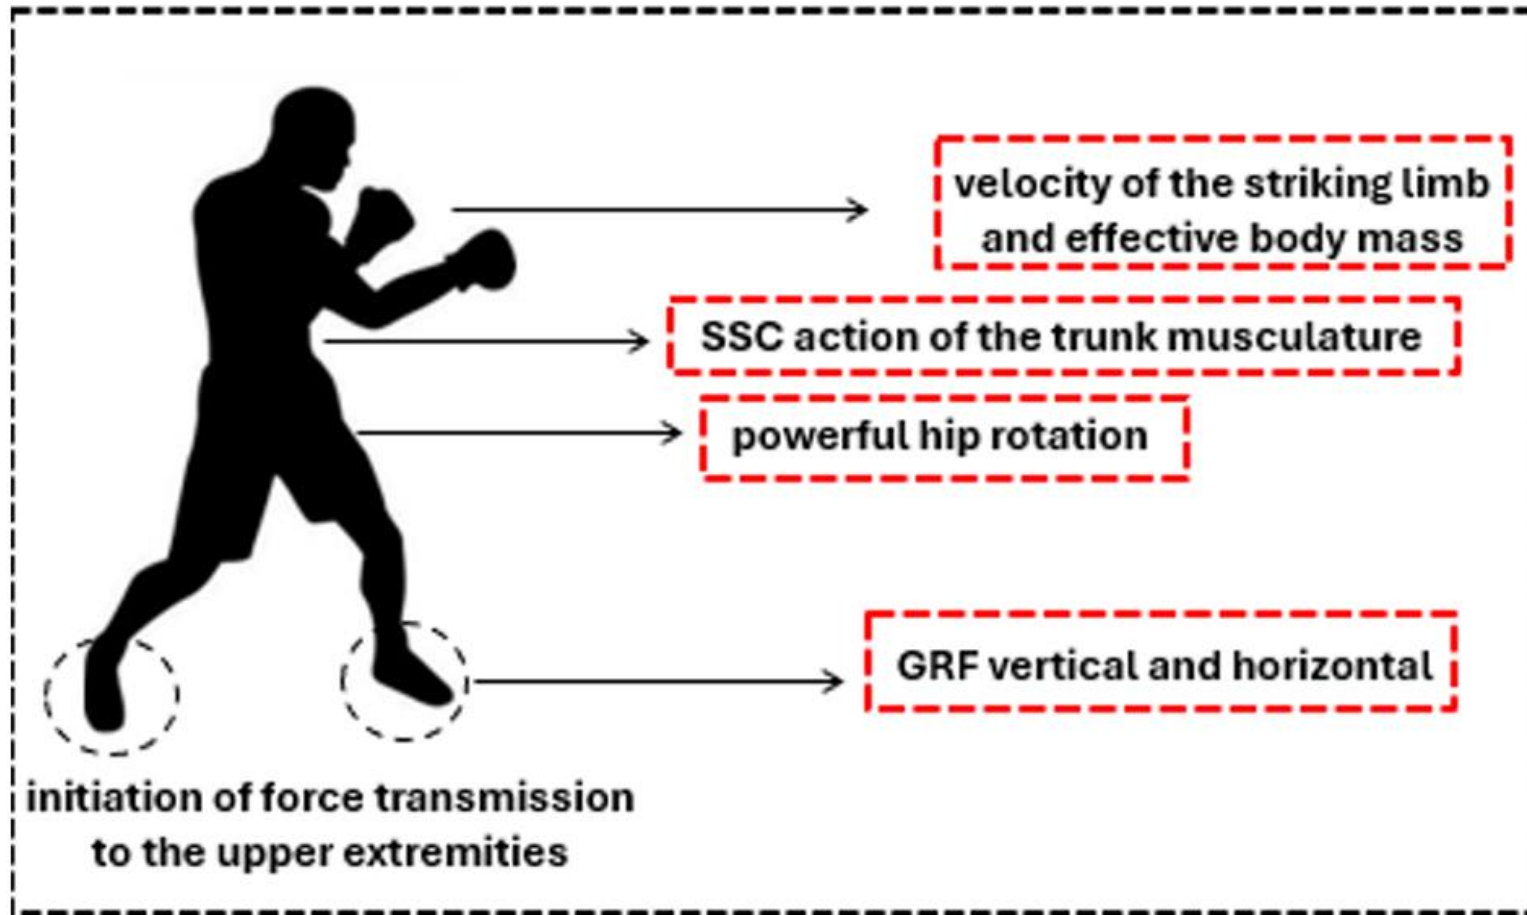 velocity of the striking limb
and effective body mass
SSC action of the trunk musculature
powerful hip rotation
GRF vertical and horizontal
initiation of force transmission
to the upper extremities